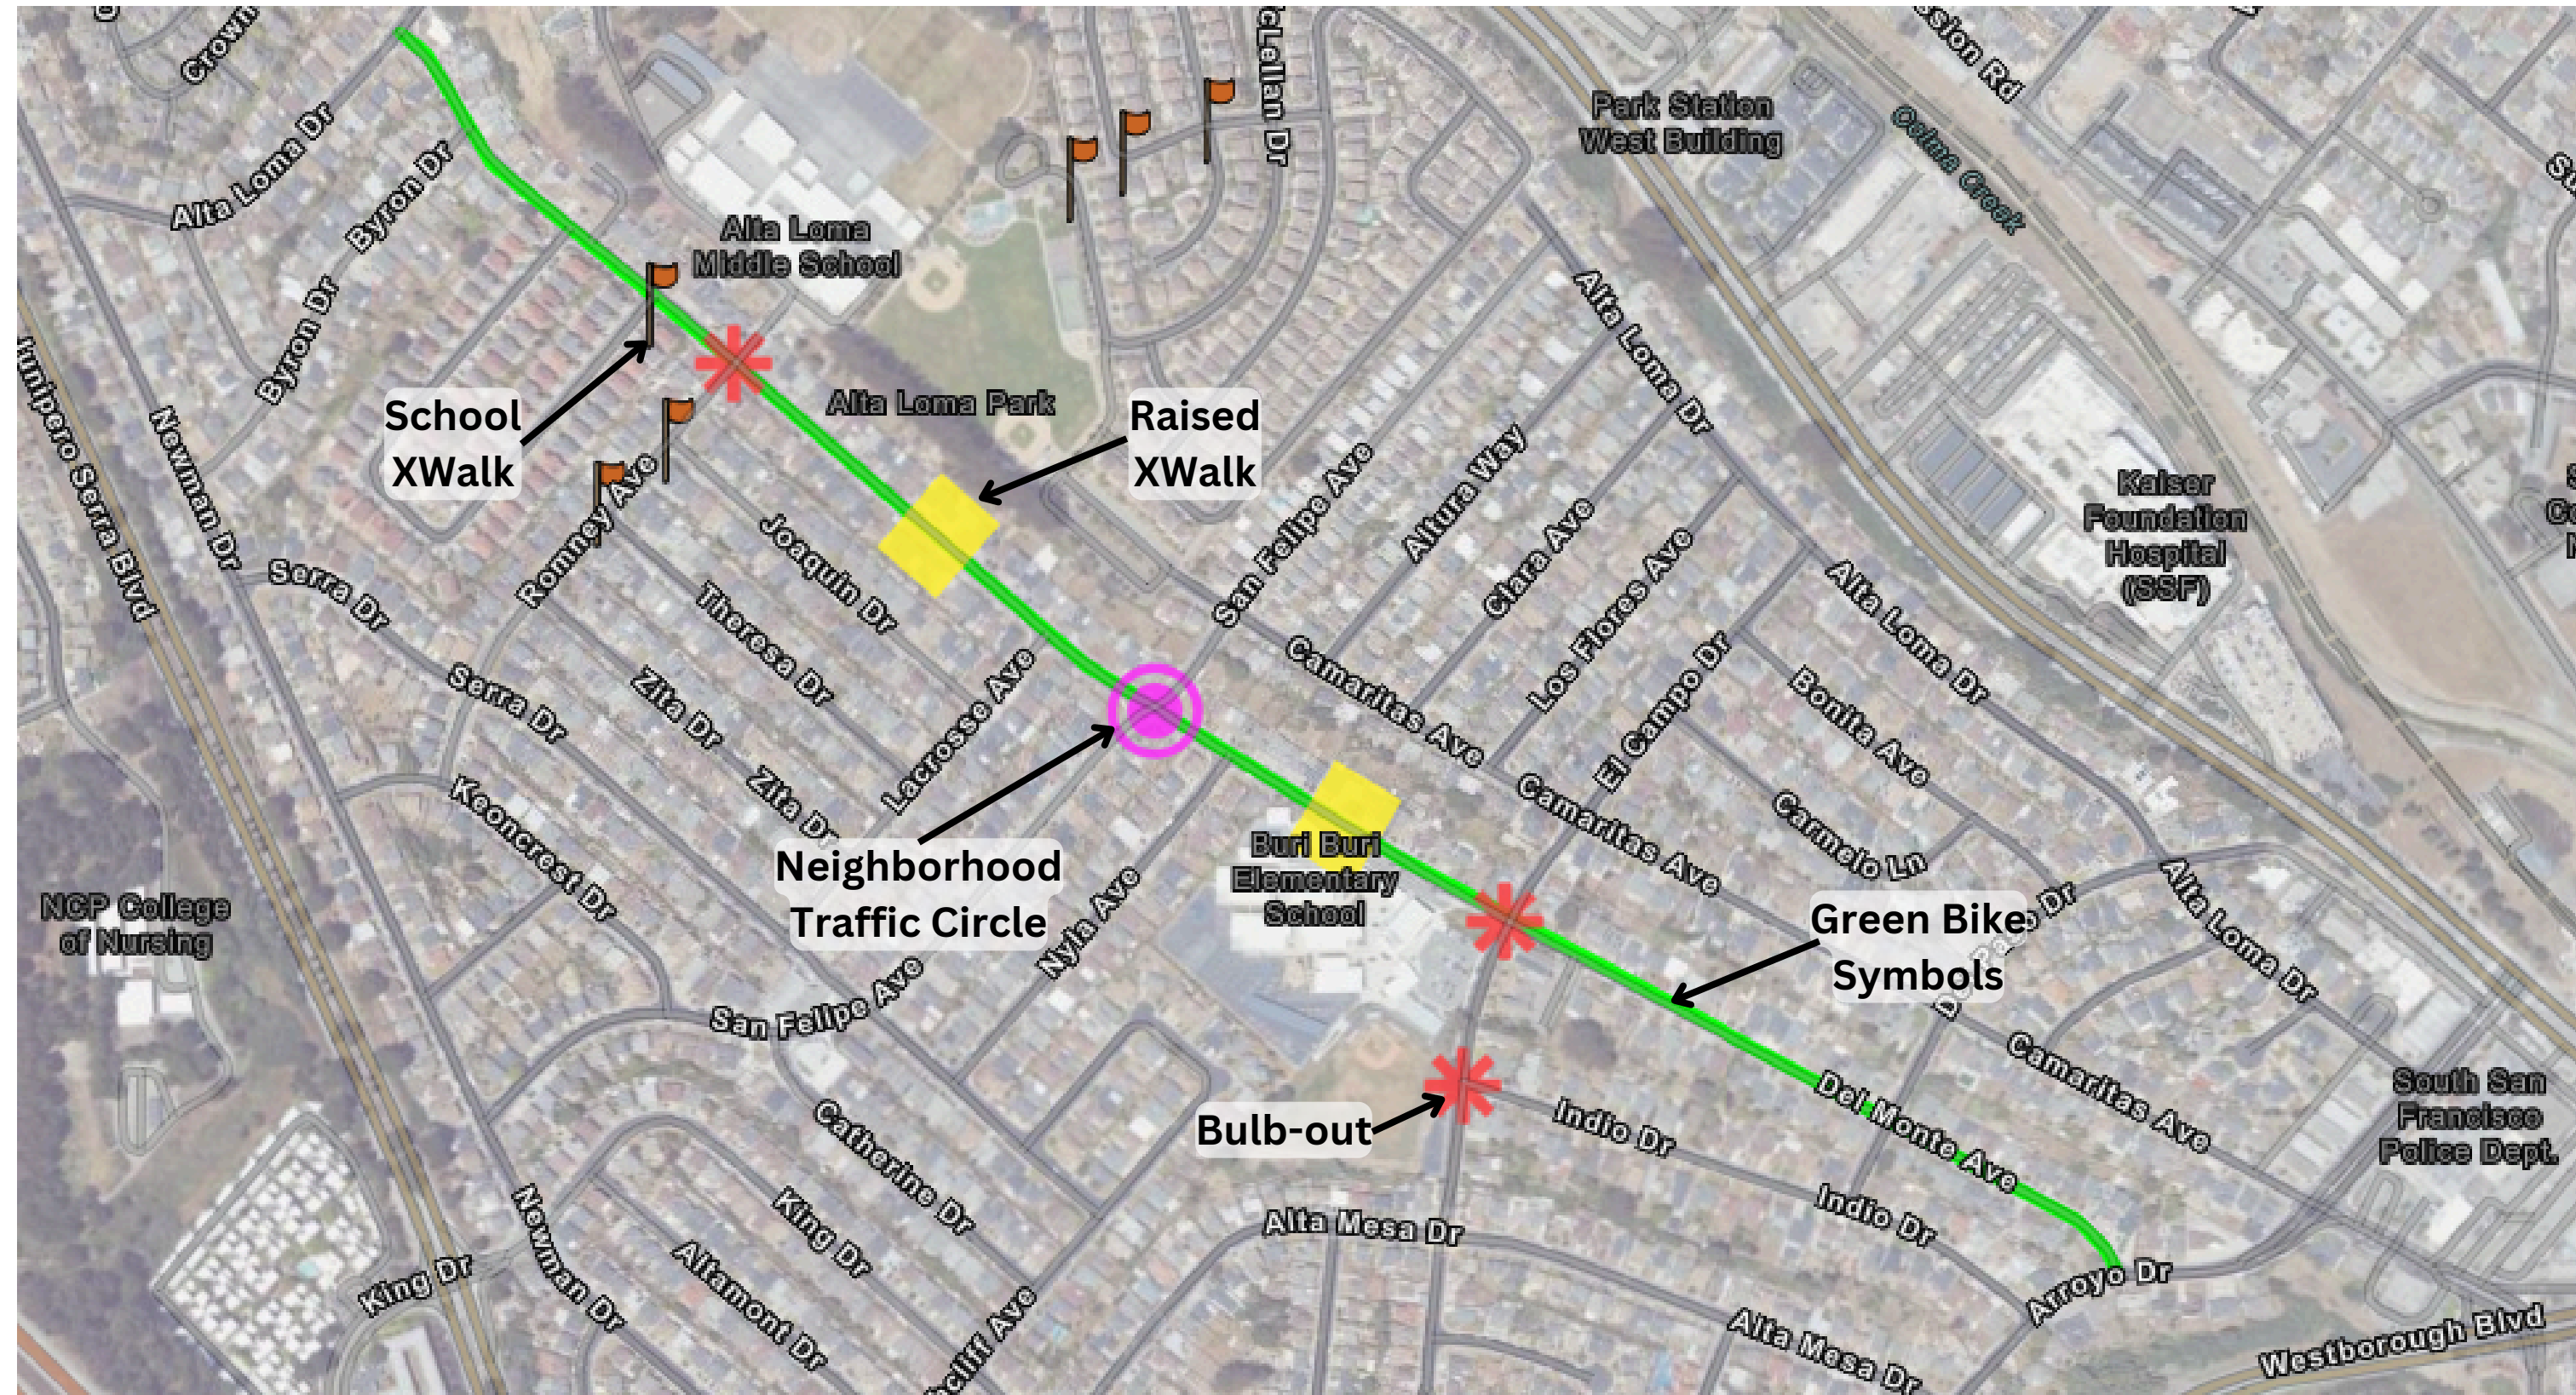 Crown
Alta Loma Dr
Byron Dr
Byron Dr
Alta Loma
Middle School
cLellan Dr
Park Station
West Building
ssion Rd
Colma Creek
School
XWalk
Alta Loma Park
Raised
XWalk
Alta Loma Dr
Junipero Serra Blvd
Newman Dr
Romney Ave
Joaquin Dr
San Felipe Ave
Altura Way
Clara Ave
Los Flores Ave
Kaiser
Foundation
Hospital
(SSF)
Serra Dr
Serra Dr
Theresa Dr
Zita Dr
Zita Dr
Lacrosse Ave
Camaritas Ave
El Campo Dr
Alta Loma Dr
Bonita Ave
Keoncrest Dr
Neighborhood
Traffic Circle
Buri Buri
Elementary
School
Camaritas Ave
Carmelo Ln
NCP College
of Nursing
Nyla Ave
Green Bike
Symbols
Dr
Alta Loma Dr
San Felipe Ave
Bulb-out
Indio Dr
Del Monte Ave
Camaritas Ave
South San
Francisco
Police Dept.
Catherine Dr
King Dr
Altamont Dr
Newman Dr
King Dr
Alta Mesa Dr
Indio Dr
Arroyo Dr
Alta Mesa Dr
cliff Ave
Westborough Blvd